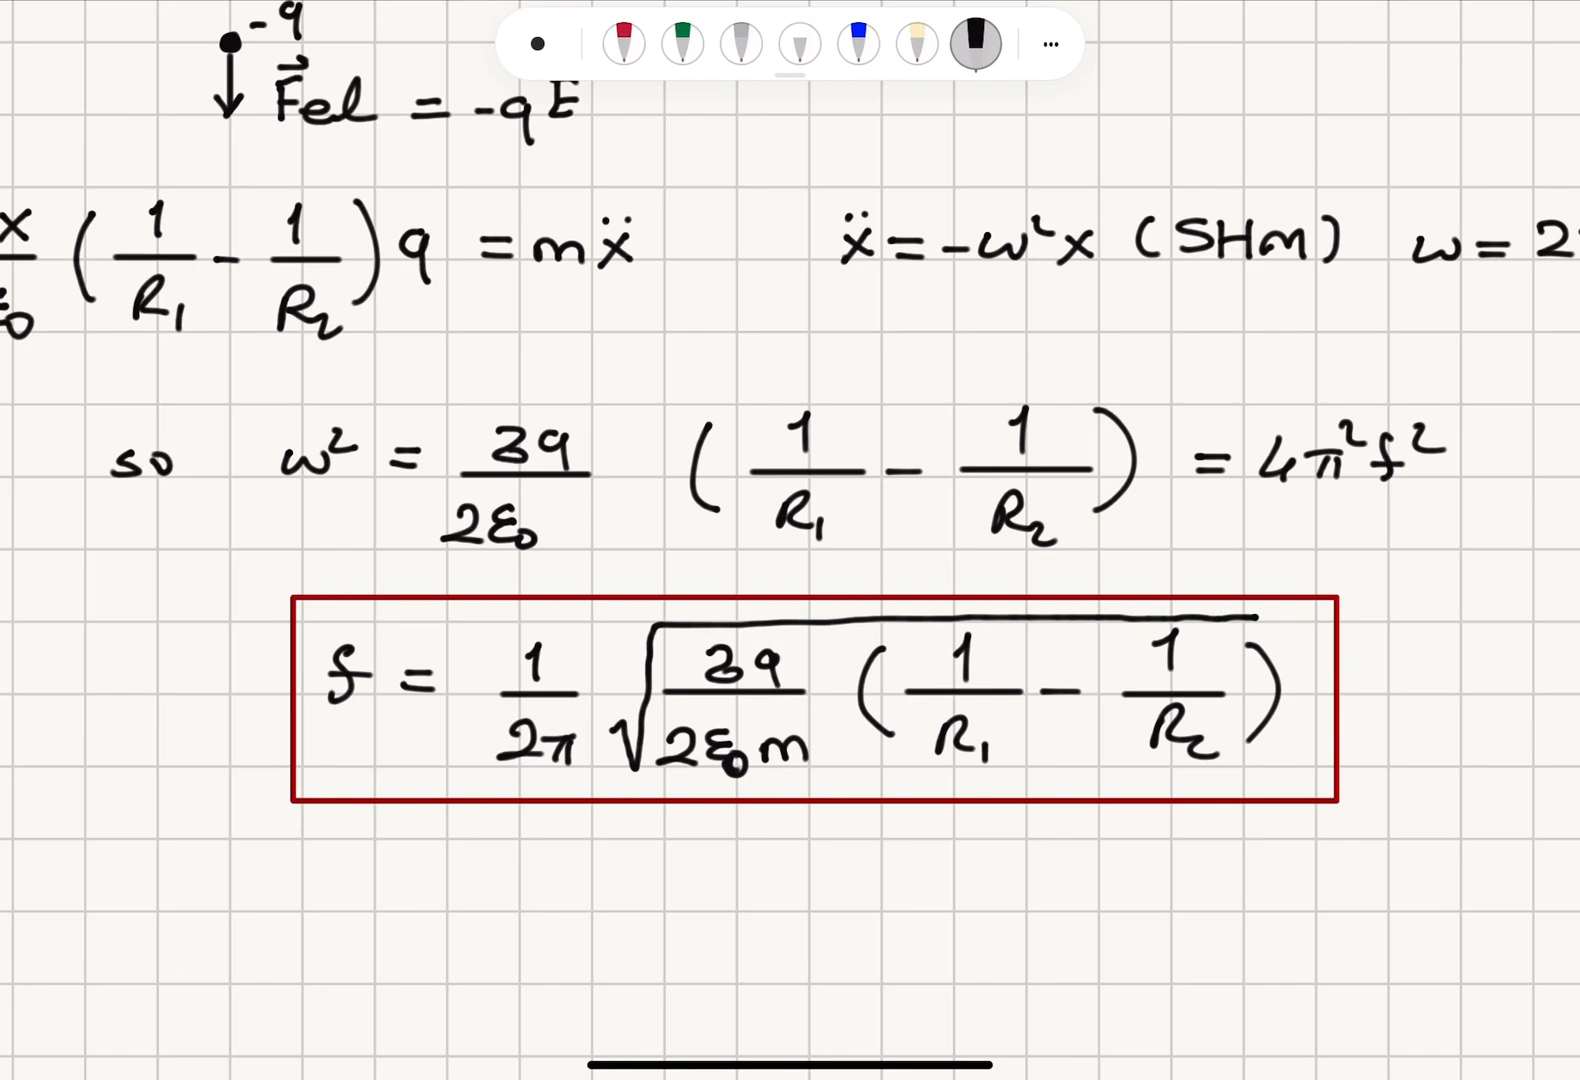 -q
F⃗el = -qE
x/ε₀ (1/R₁ - 1/R₂)q = mẍ ẍ = -ω²x (SHM) ω = 2
so ω² = 3q/2ε₀ (1/R₁ - 1/R₂) = 4π²f²
f = 1/2π √(3q/2ε₀m (1/R₁ - 1/R₂))